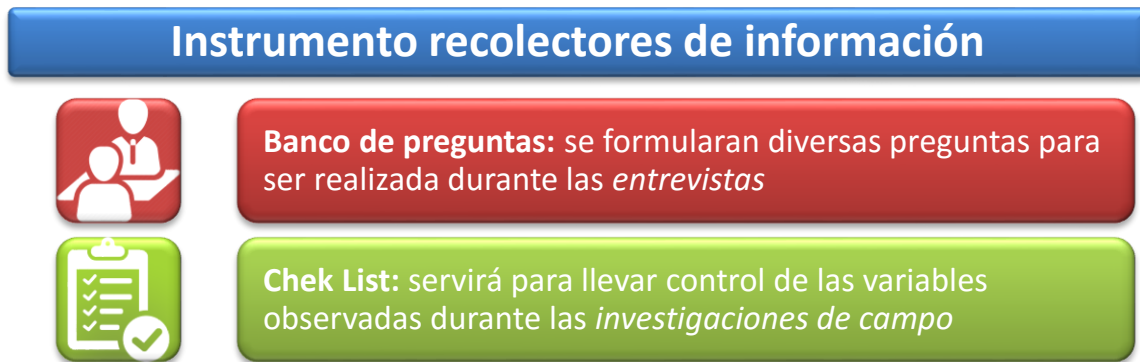 Instrumento recolectores de información
Banco de preguntas: se formularan diversas preguntas para
ser realizada durante las entrevistas
Chek List: servirá para llevar control de las variables
observadas durante las investigaciones de campo